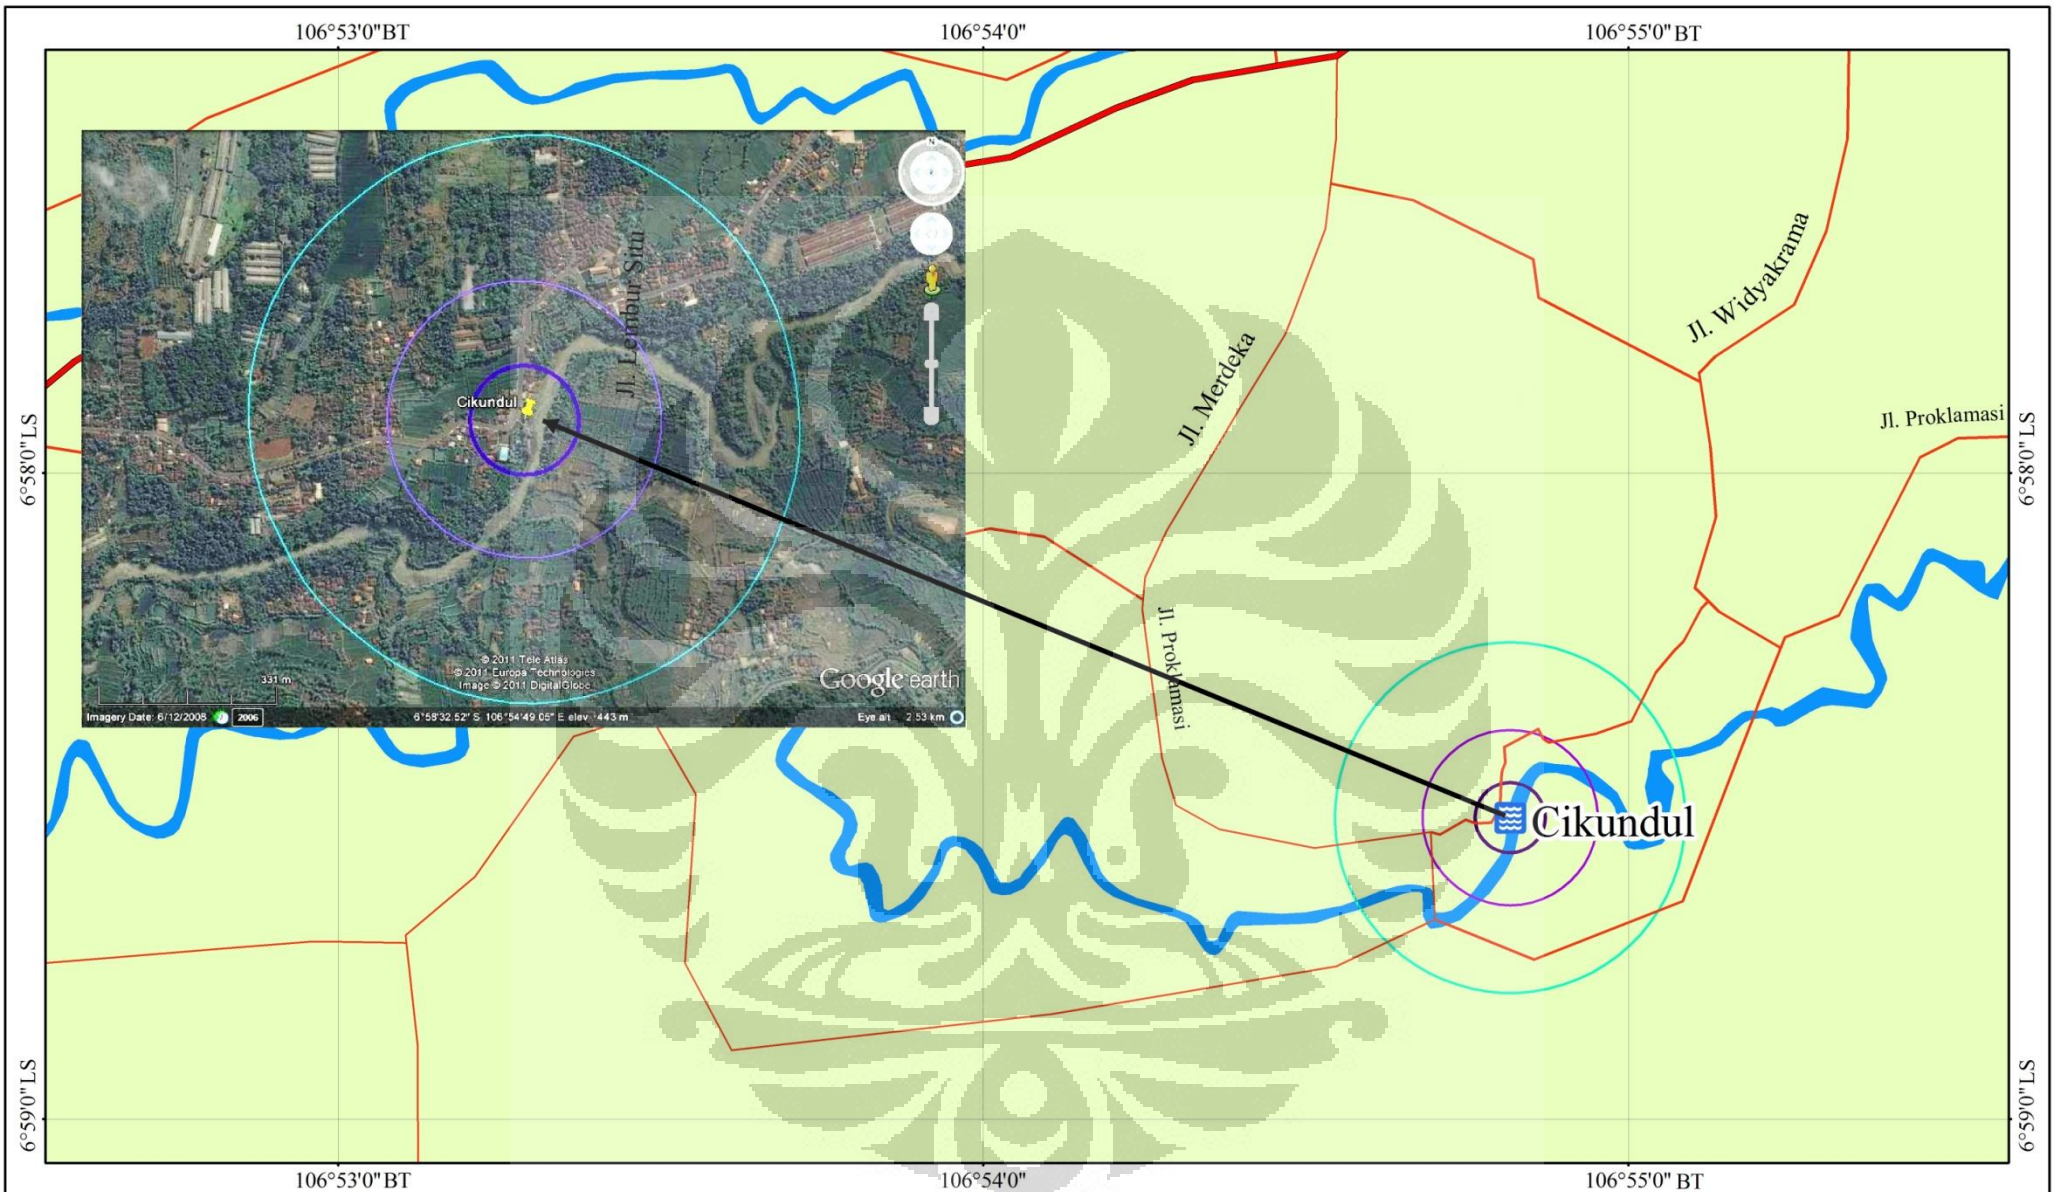 106°53'0"BT
106°54'0"
106°55'0"BT
Jl. Widyakrama
Jl. Lembur Situ
Jl. Merdeka
Cikundul
Jl. Proklamasi
6°58'0"LS
6°58'0"LS
Jl. Proklamasi
© 2011 Tele Atlas
© 2011 Europa Technologies
Image © 2011 DigitalGlobe
331 m
Google earth
Imagery Date: 6/12/2008
2006
6°58'32.52" S 106°54'49.05" E elev 443 m
Eye alt 2.53 km
Cikundul
6°59'0"LS
6°59'0"LS
106°53'0"BT
106°54'0"
106°55'0"BT
N